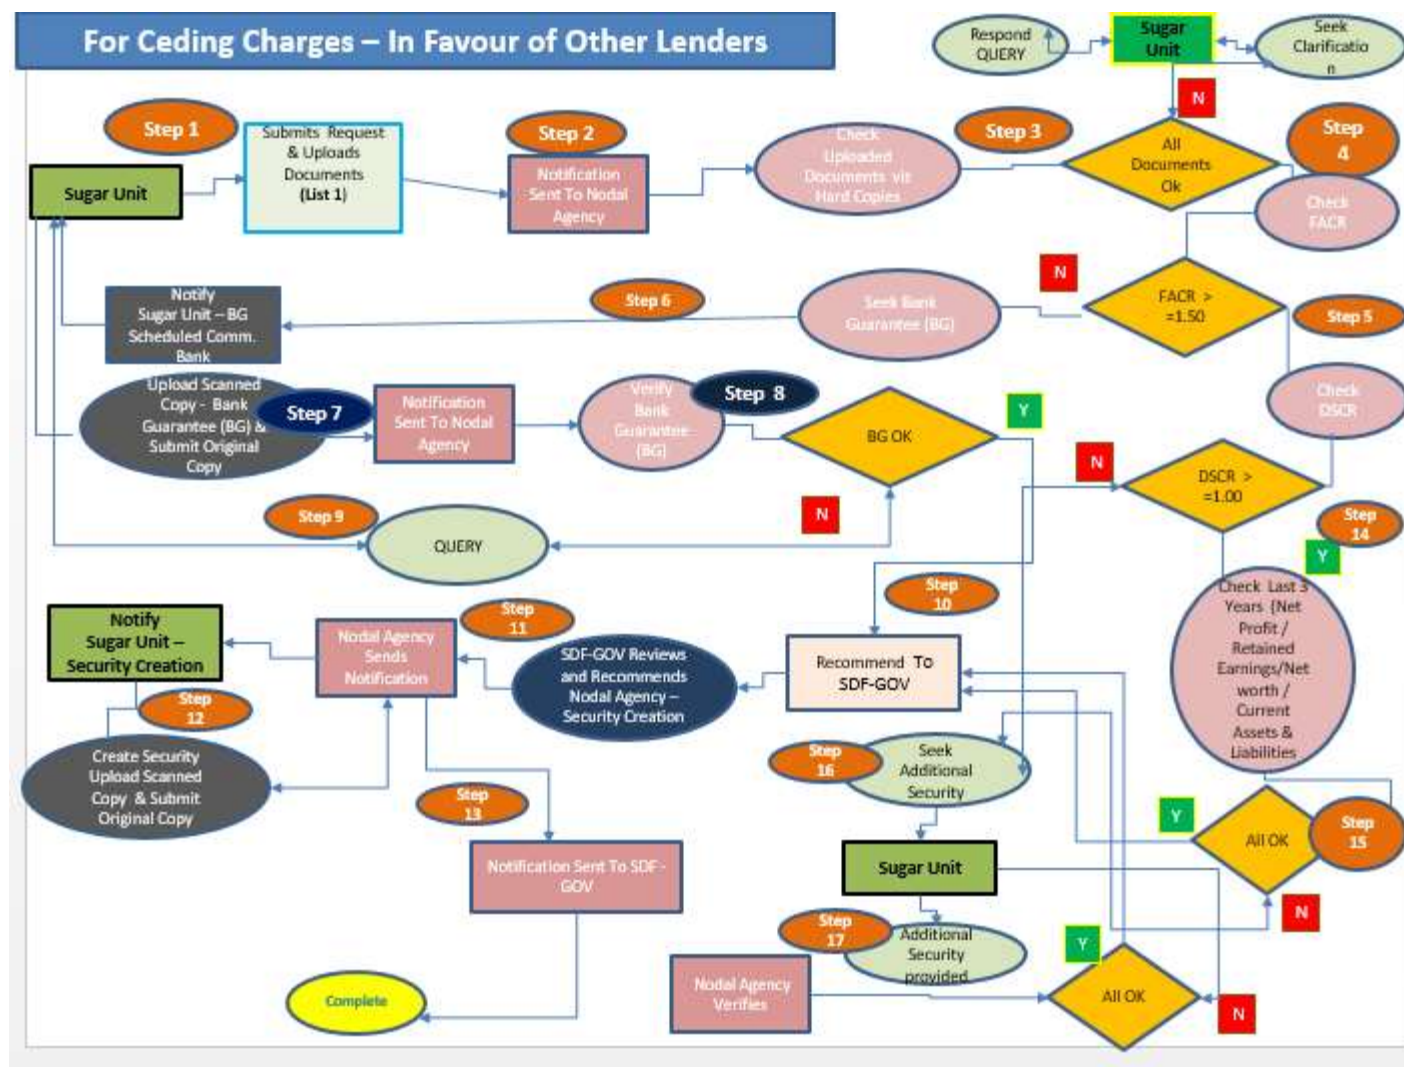 For Ceding Charges – In Favour of Other Lenders
Respond
QUERY
Sugar
Unit
Seek
Clarificatio
n
N
Step 1
Sugar Unit
Submits Request
& Uploads
Documents
(List 1)
Step 2
Notification
Sent To Nodal
Agency
Check
Uploaded
Documents vis
Hard Copies
Step 3
All
Documents
Ok
Step
4
Check
FACR
N
FACR >
=1.50
Step 5
Seek Bank
Guarantee (BG)
Step 6
Notify
Sugar Unit – BG
Scheduled Comm.
Bank
Upload Scanned
Copy - Bank
Guarantee (BG) &
Submit Original
Copy
Step 7
Notification
Sent To Nodal
Agency
Verify
Bank
Guarantee
(BG)
Step 8
BG OK
Y
N
Check
DSCR
N
DSCR >
=1.00
Step
14
Y
Step 9
QUERY
Step
10
Check Last 3
Years (Net
Profit /
Retained
Earnings/Net
worth /
Current
Assets &
Liabilities
Notify
Sugar Unit –
Security Creation
Nodal Agency
Sends
Notification
Step
11
SDF-GOV Reviews
and Recommends
Nodal Agency –
Security Creation
Recommend To
SDF-GOV
Step
12
Create Security
Upload Scanned
Copy & Submit
Original Copy
Step
13
Step
16
Seek
Additional
Security
Y
All OK
Step
15
N
Notification Sent To SDF -
GOV
Sugar Unit
Step
17
Additional
Security
provided
Complete
Nodal Agency
Verifies
Y
All OK
N